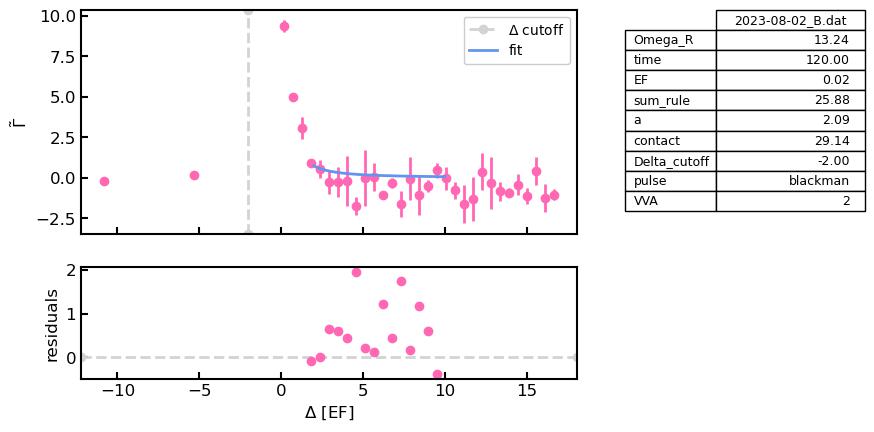 10.0
7.5
5.0
2.5
0.0
−2.5
Γ̃
Δ cutoff
fit
2
1
0
residuals
−10
−5
0
5
10
15
Δ [EF]
2023-08-02_B.dat
Omega_R 13.24
time 120.00
EF 0.02
sum_rule 25.88
a 2.09
contact 29.14
Delta_cutoff -2.00
pulse blackman
VVA 2